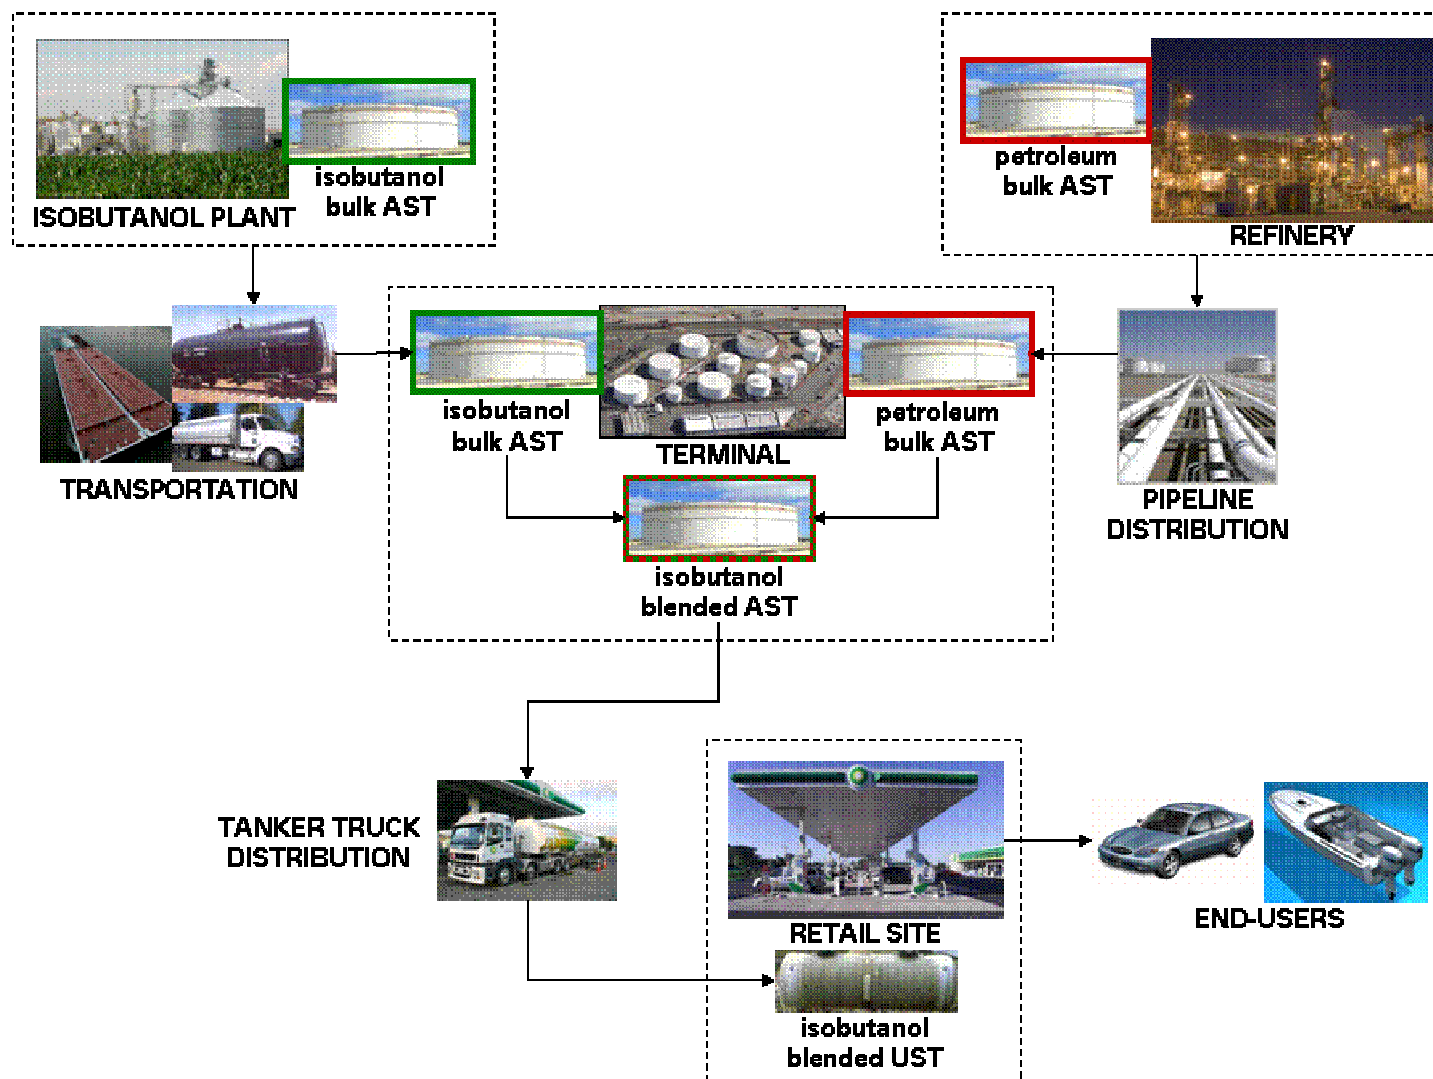 isobutanol
bulk AST
ISOBUTANOL PLANT
petroleum
bulk AST
REFINERY
TRANSPORTATION
isobutanol
bulk AST
TERMINAL
petroleum
bulk AST
isobutanol
blended AST
PIPELINE
DISTRIBUTION
TANKER TRUCK
DISTRIBUTION
RETAIL SITE
isobutanol
blended UST
END-USERS